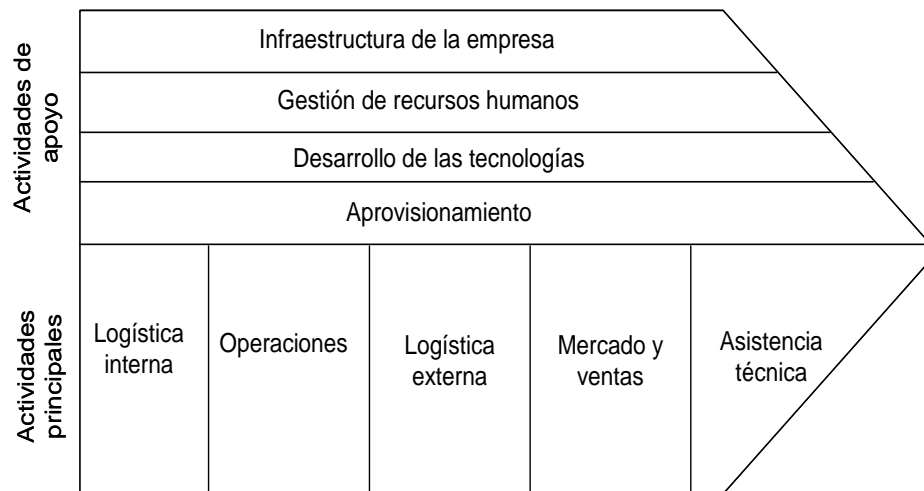 Actividades de
apoyo
Infraestructura de la empresa
Gestión de recursos humanos
Desarrollo de las tecnologías
Aprovisionamiento
Actividades
principales
Logística
interna
Operaciones
Logística
externa
Mercado y
ventas
Asistencia
técnica